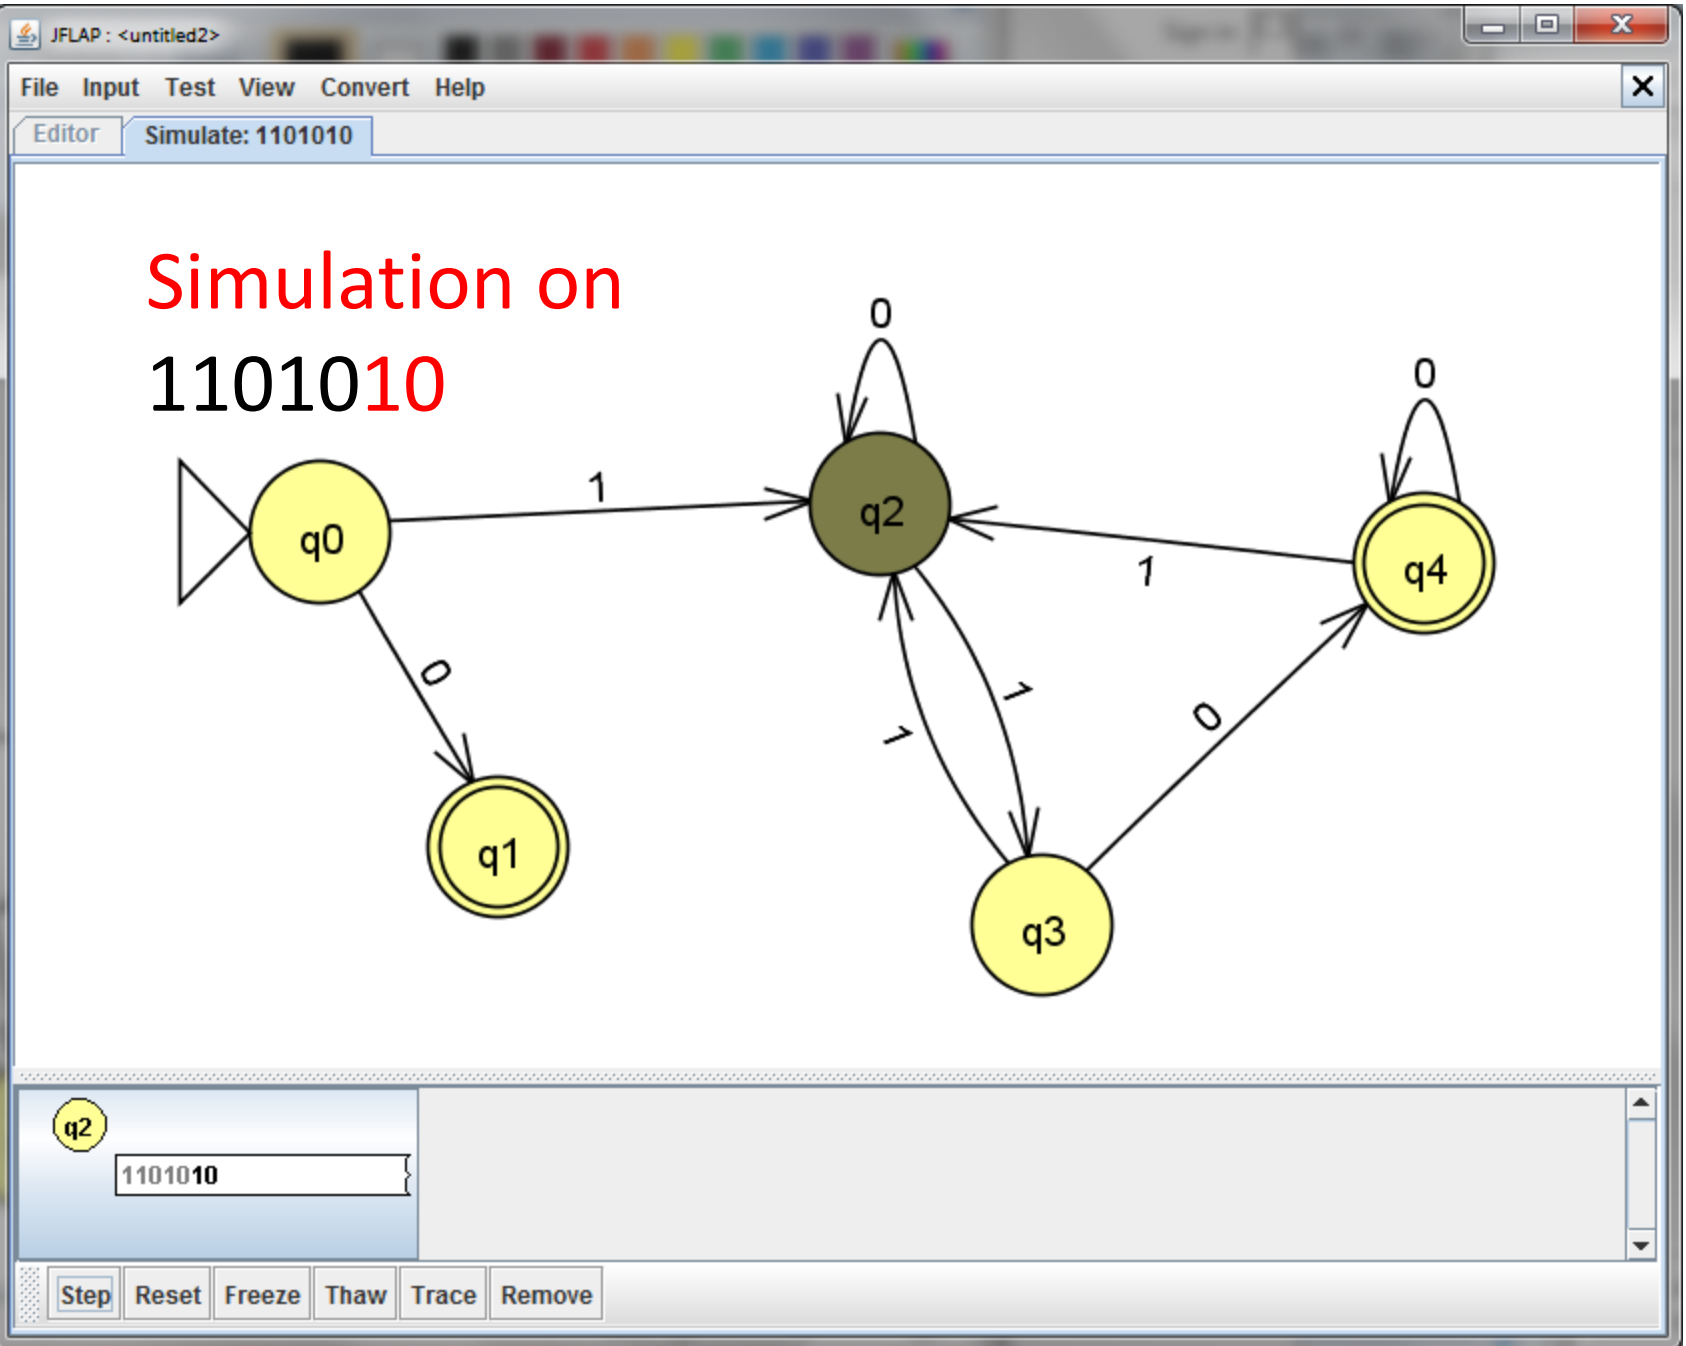 JFLAP : <untitled2>
File Input Test View Convert Help
Editor Simulate: 1101010
Simulation on
1101010
0
0
1
q2
q0
q4
1
0
1
0
1
q1
q3
q2
1101010
Step Reset Freeze Thaw Trace Remove